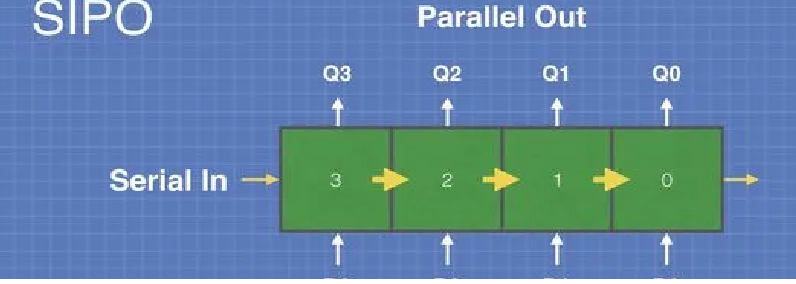 SIPO
Parallel Out
Q3 Q2 Q1 Q0
Serial In 3 2 1 0